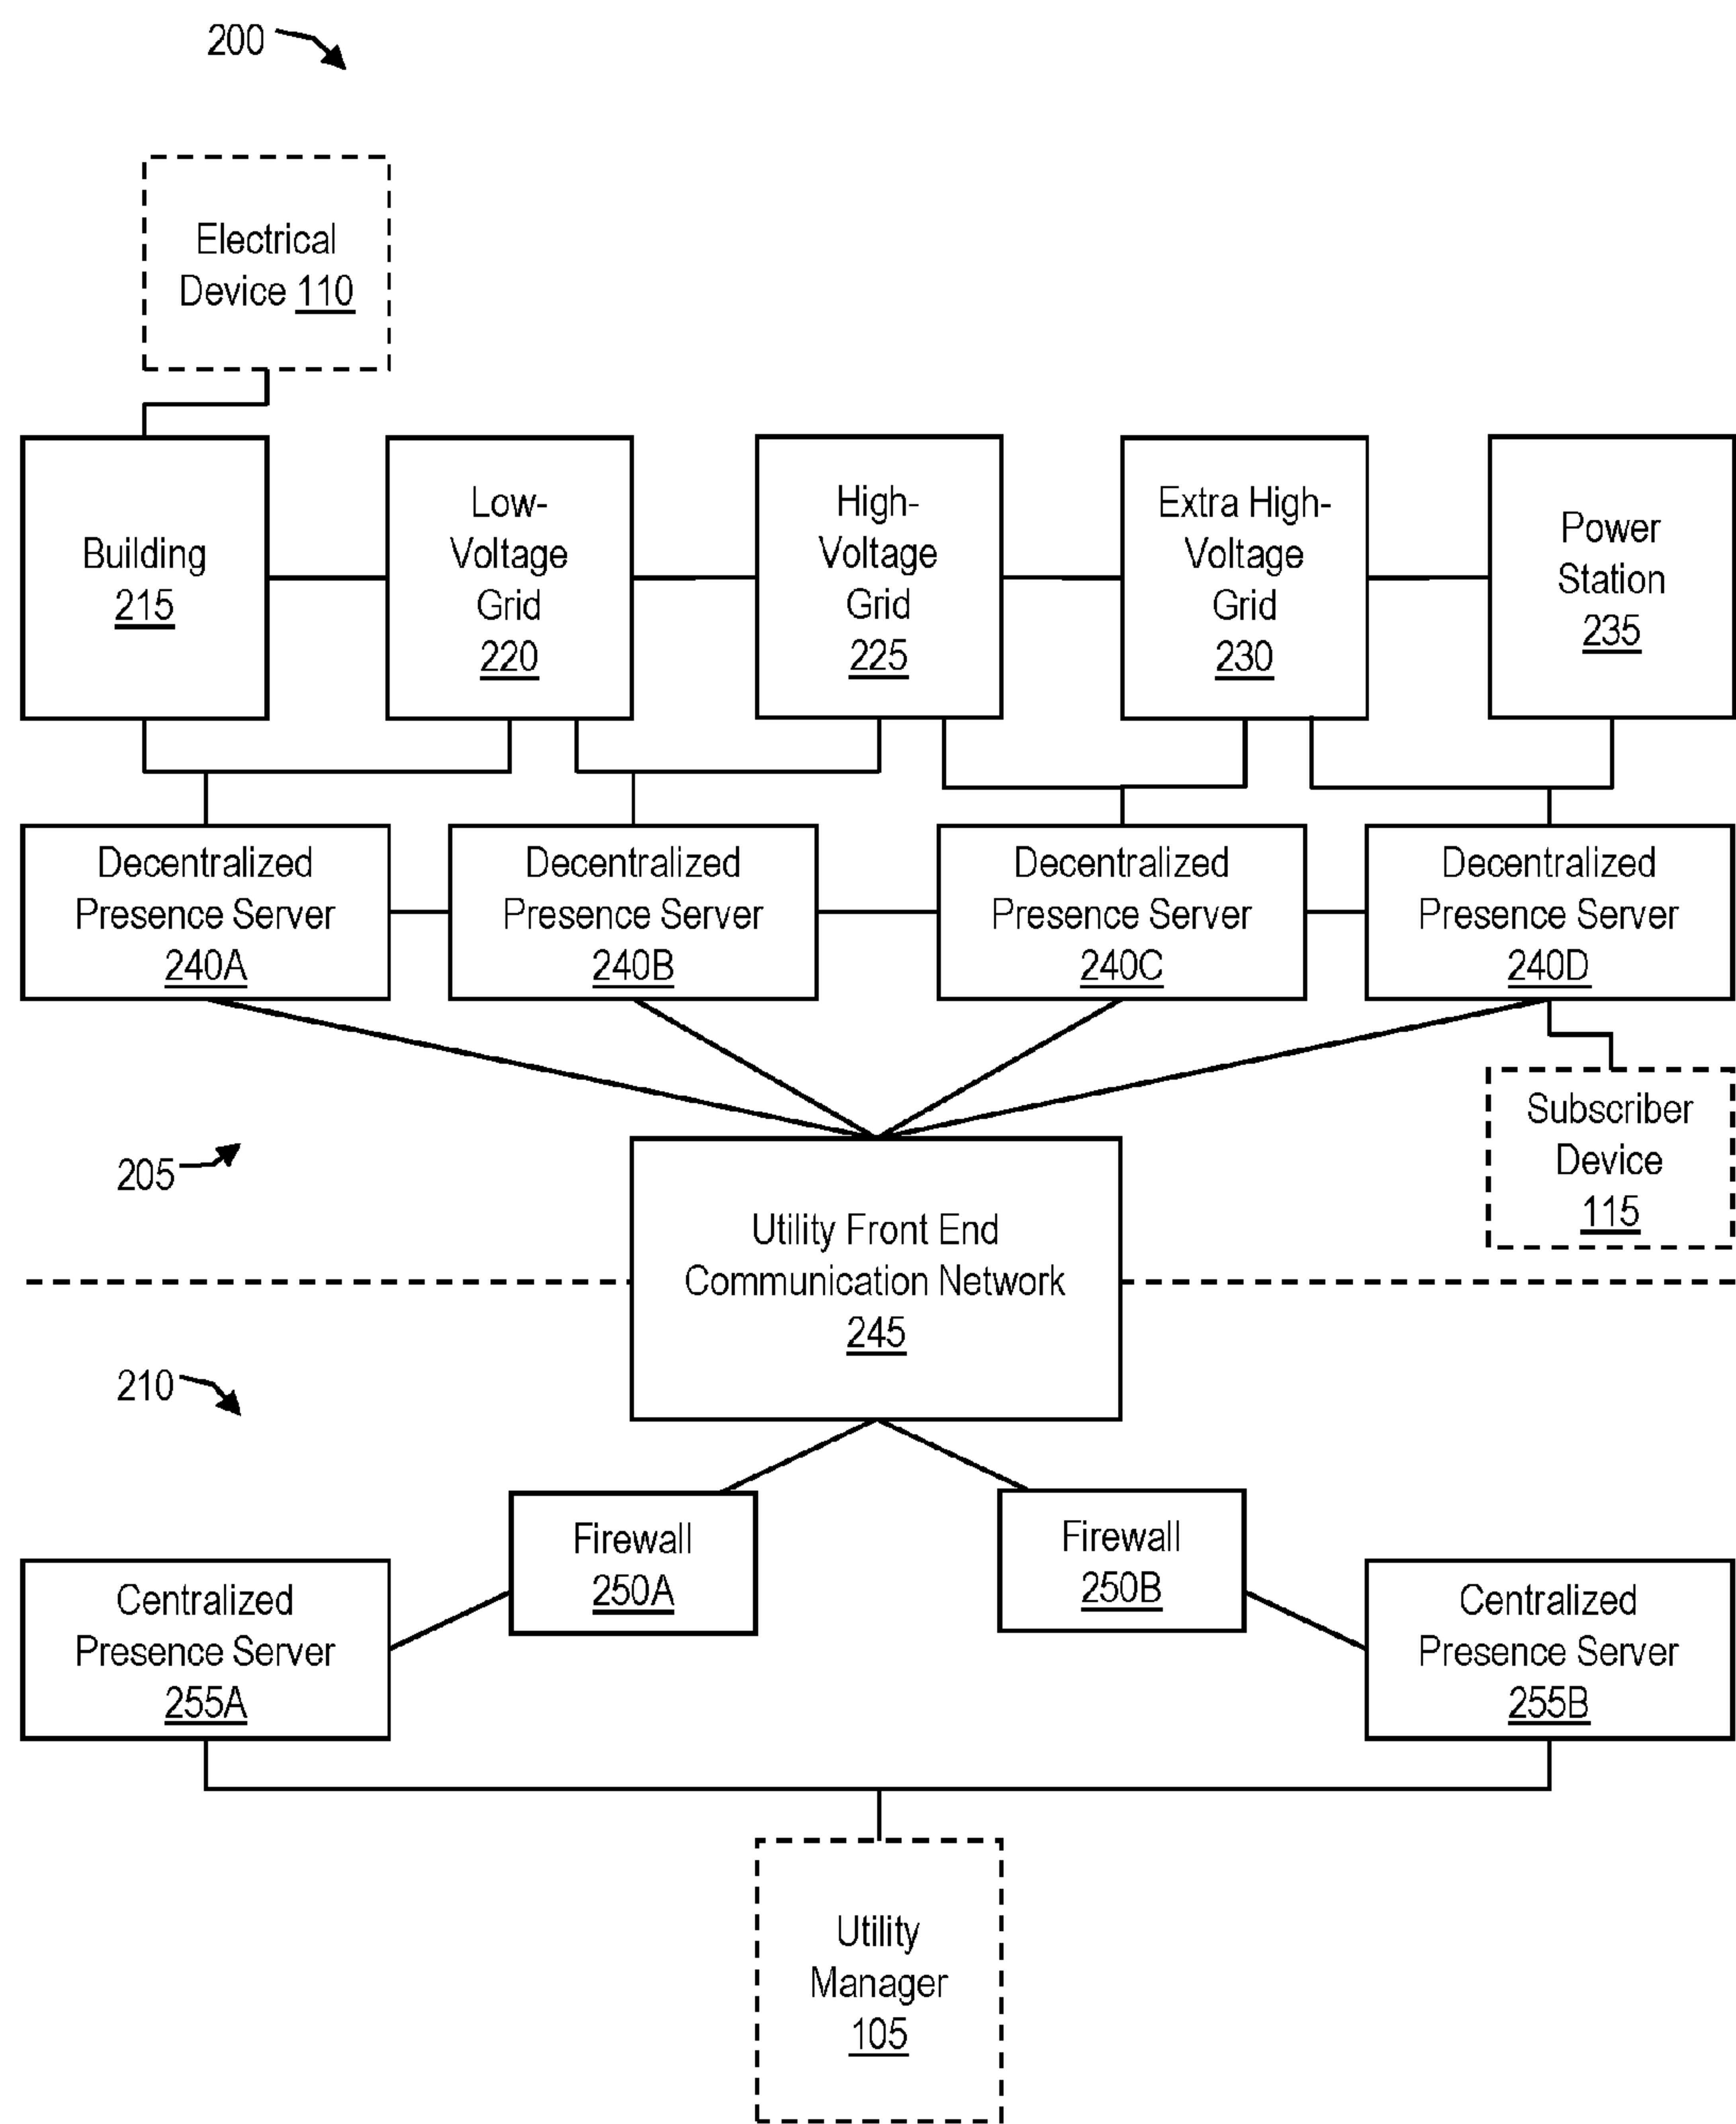 200
Electrical
Device 110
Building
215
Low-
Voltage
Grid
220
High-
Voltage
Grid
225
Extra High-
Voltage
Grid
230
Power
Station
235
Decentralized
Presence Server
240A
Decentralized
Presence Server
240B
Decentralized
Presence Server
240C
Decentralized
Presence Server
240D
205
Subscriber
Device
115
Utility Front End
Communication Network
245
210
Firewall
250A
Firewall
250B
Centralized
Presence Server
255A
Centralized
Presence Server
255B
Utility
Manager
105